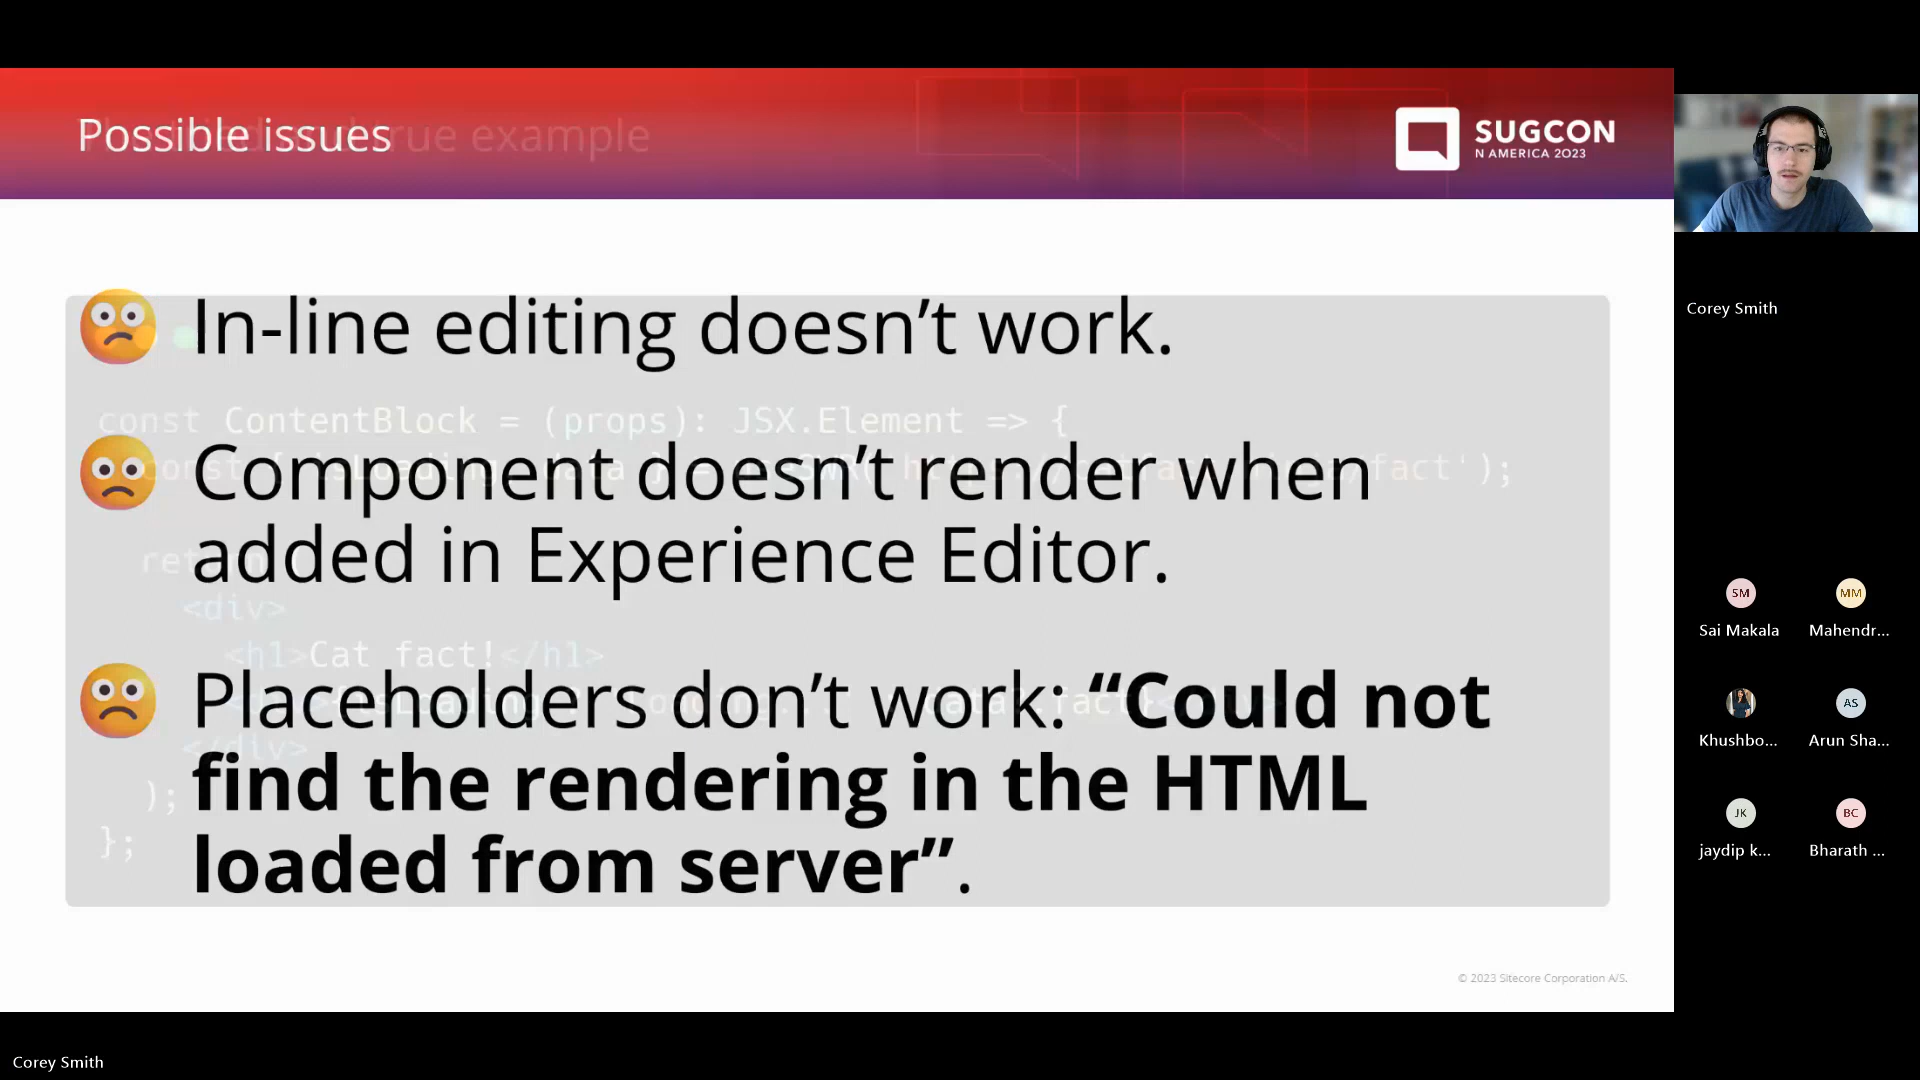 Possible issues
true example
SUGCON
N AMERICA 2023
In-line editing doesn’t work.
const ContentBlock = (props): JSX.Element => {
Component doesn’t render when
added in Experience Editor.
<div>
<h1>Cat fact!</h1>
Placeholders don’t work: “Could not
</div>
find the rendering in the HTML
);
loaded from server”.
};
© 2023 Sitecore Corporation A/S.
Corey Smith
SM
MM
Sai Makala
Mahendr...
AS
Khushbo...
Arun Sha...
JK
BC
jaydip k...
Bharath ...
Corey Smith